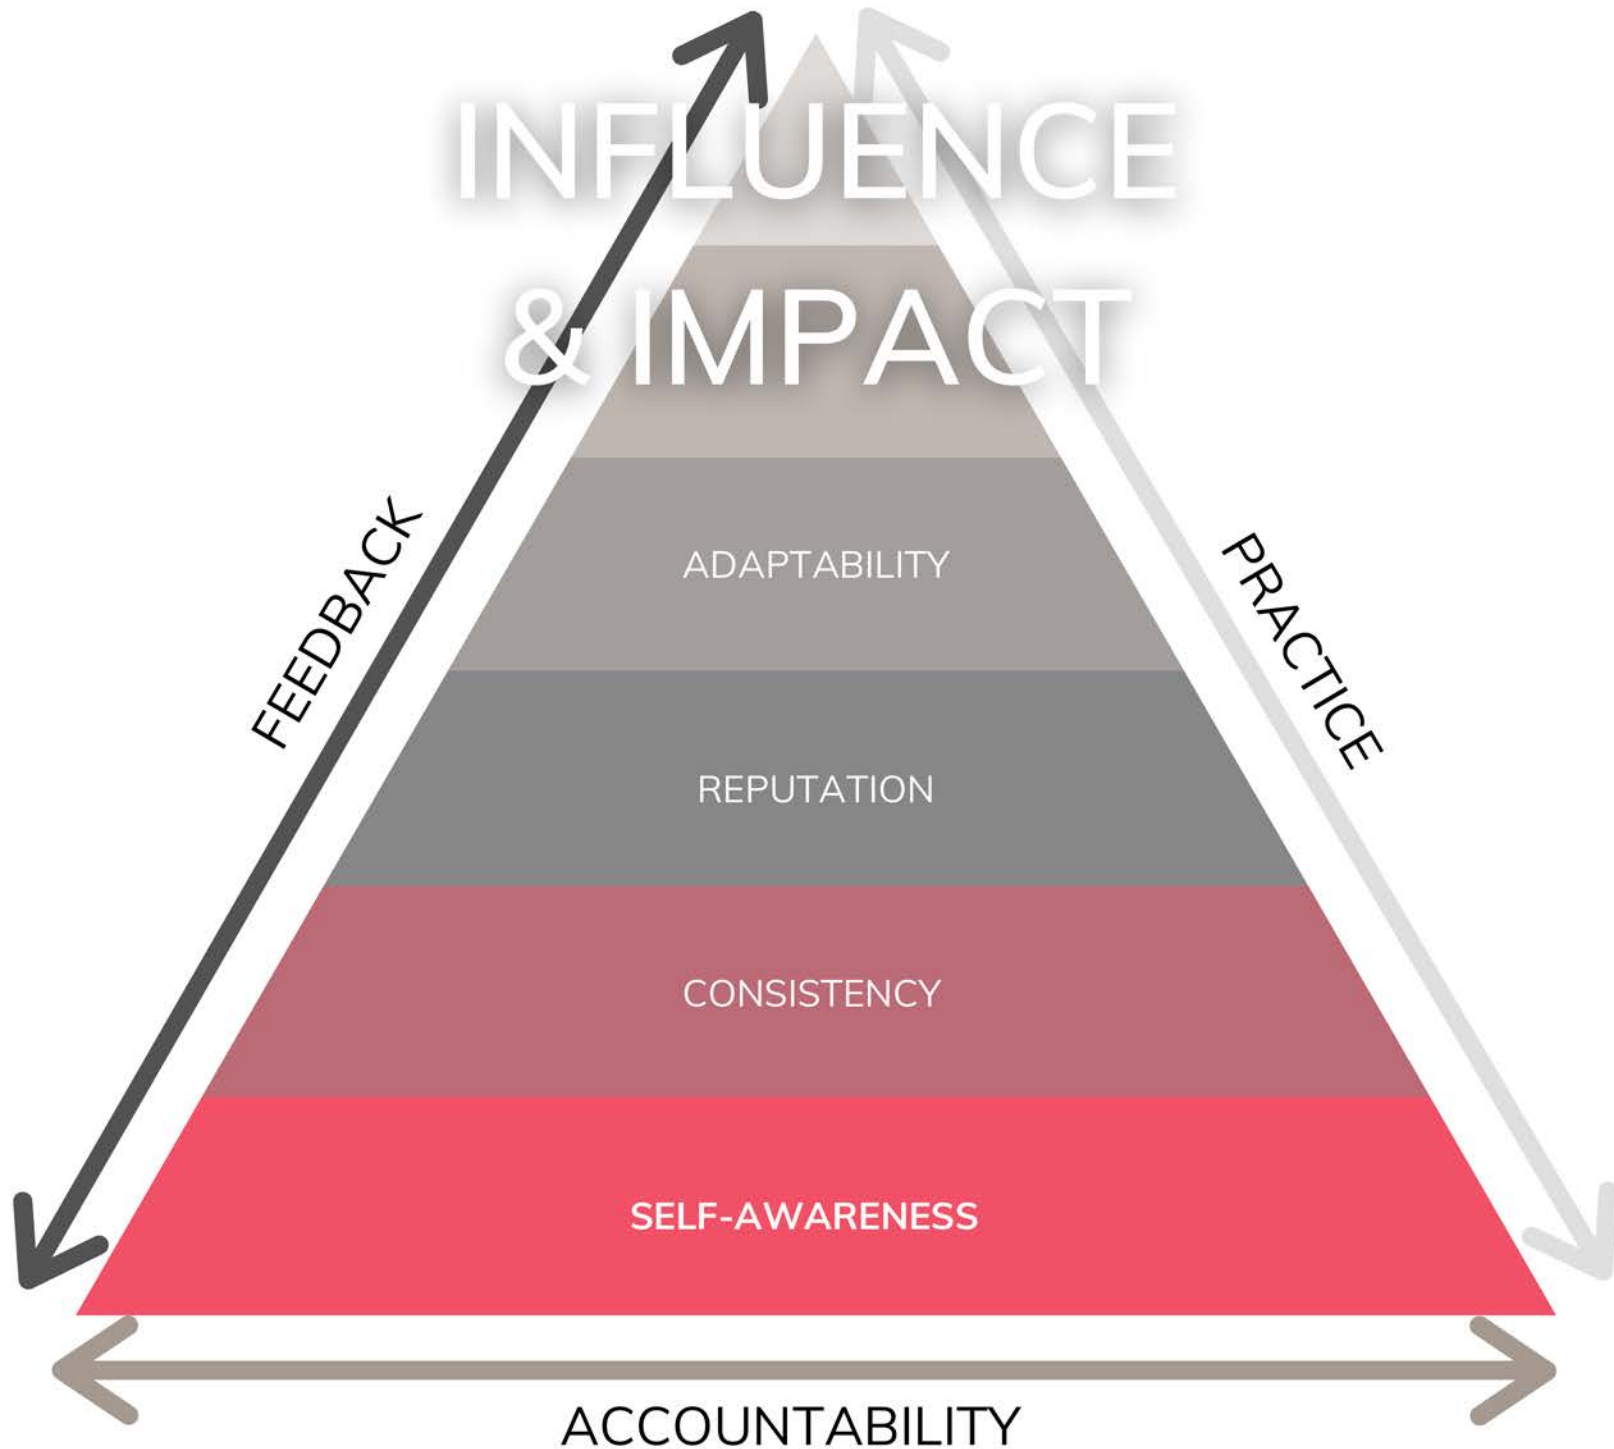 INFLUENCE
& IMPACT
FEEDBACK
PRACTICE
ADAPTABILITY
REPUTATION
CONSISTENCY
SELF-AWARENESS
ACCOUNTABILITY